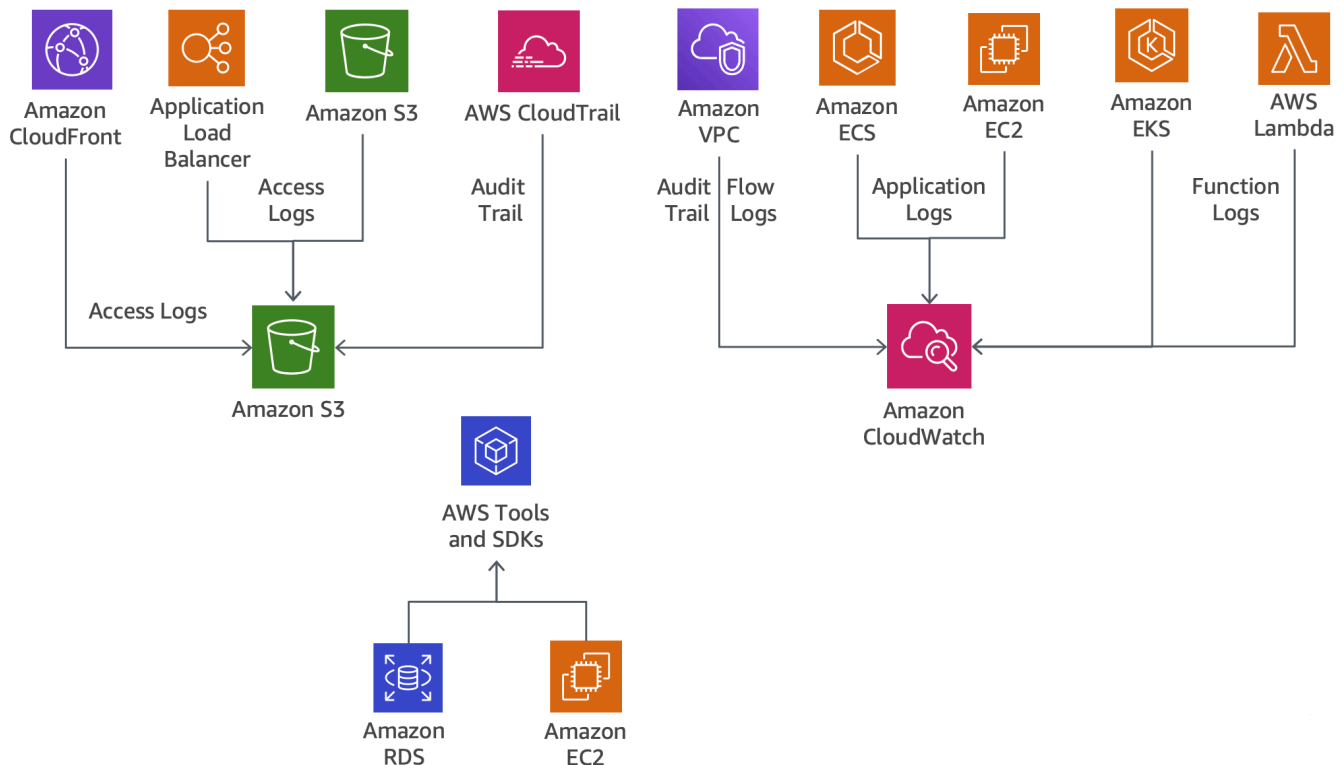 Amazon
CloudFront
Application
Load
Balancer
Amazon S3
AWS CloudTrail
Amazon
VPC
Amazon
ECS
Amazon
EC2
Amazon
EKS
AWS
Lambda
Access
Logs
Audit
Trail
Audit
Trail
Flow
Logs
Application
Logs
Function
Logs
Access Logs
Amazon S3
Amazon
CloudWatch
AWS Tools
and SDKs
Amazon
RDS
Amazon
EC2
K